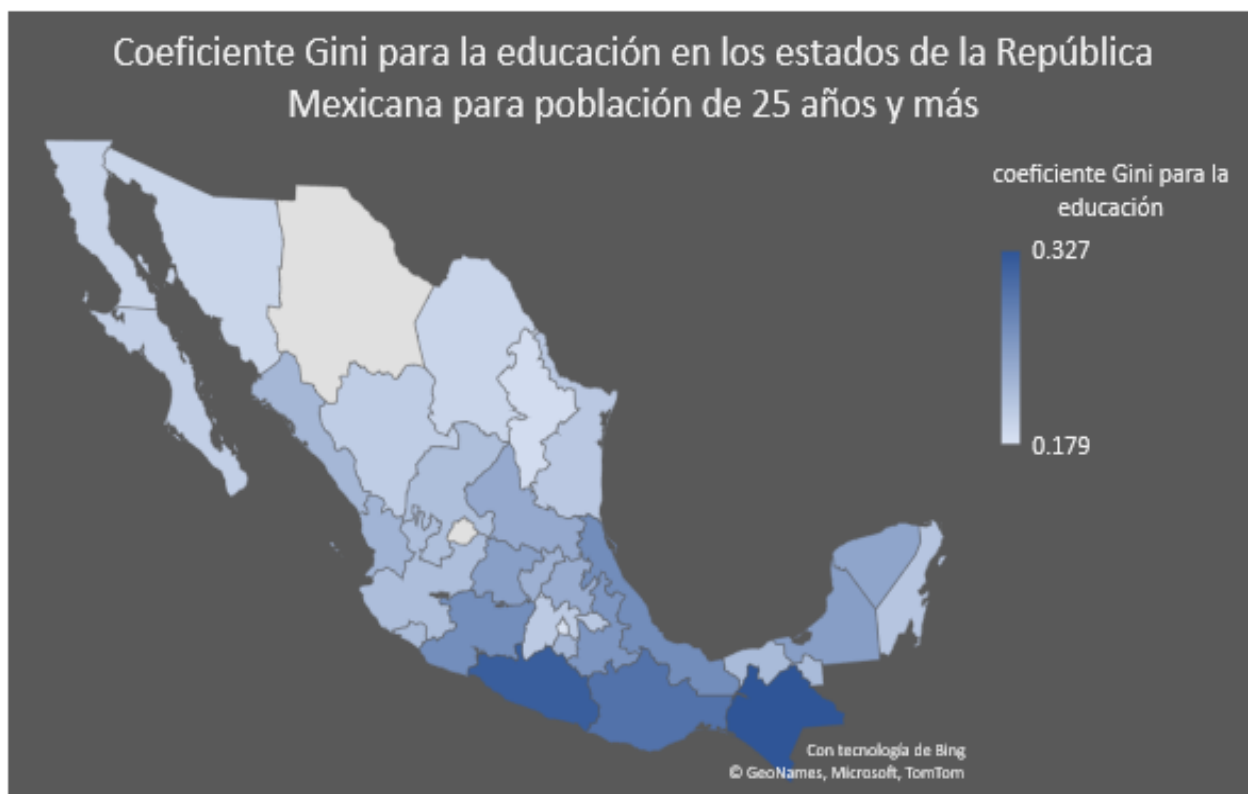 Coeficiente Gini para la educación en los estados de la República
Mexicana para población de 25 años y más
coeficiente Gini para la
educación
0.327
0.179
Con tecnología de Bing
© GeoNames, Microsoft, TomTom